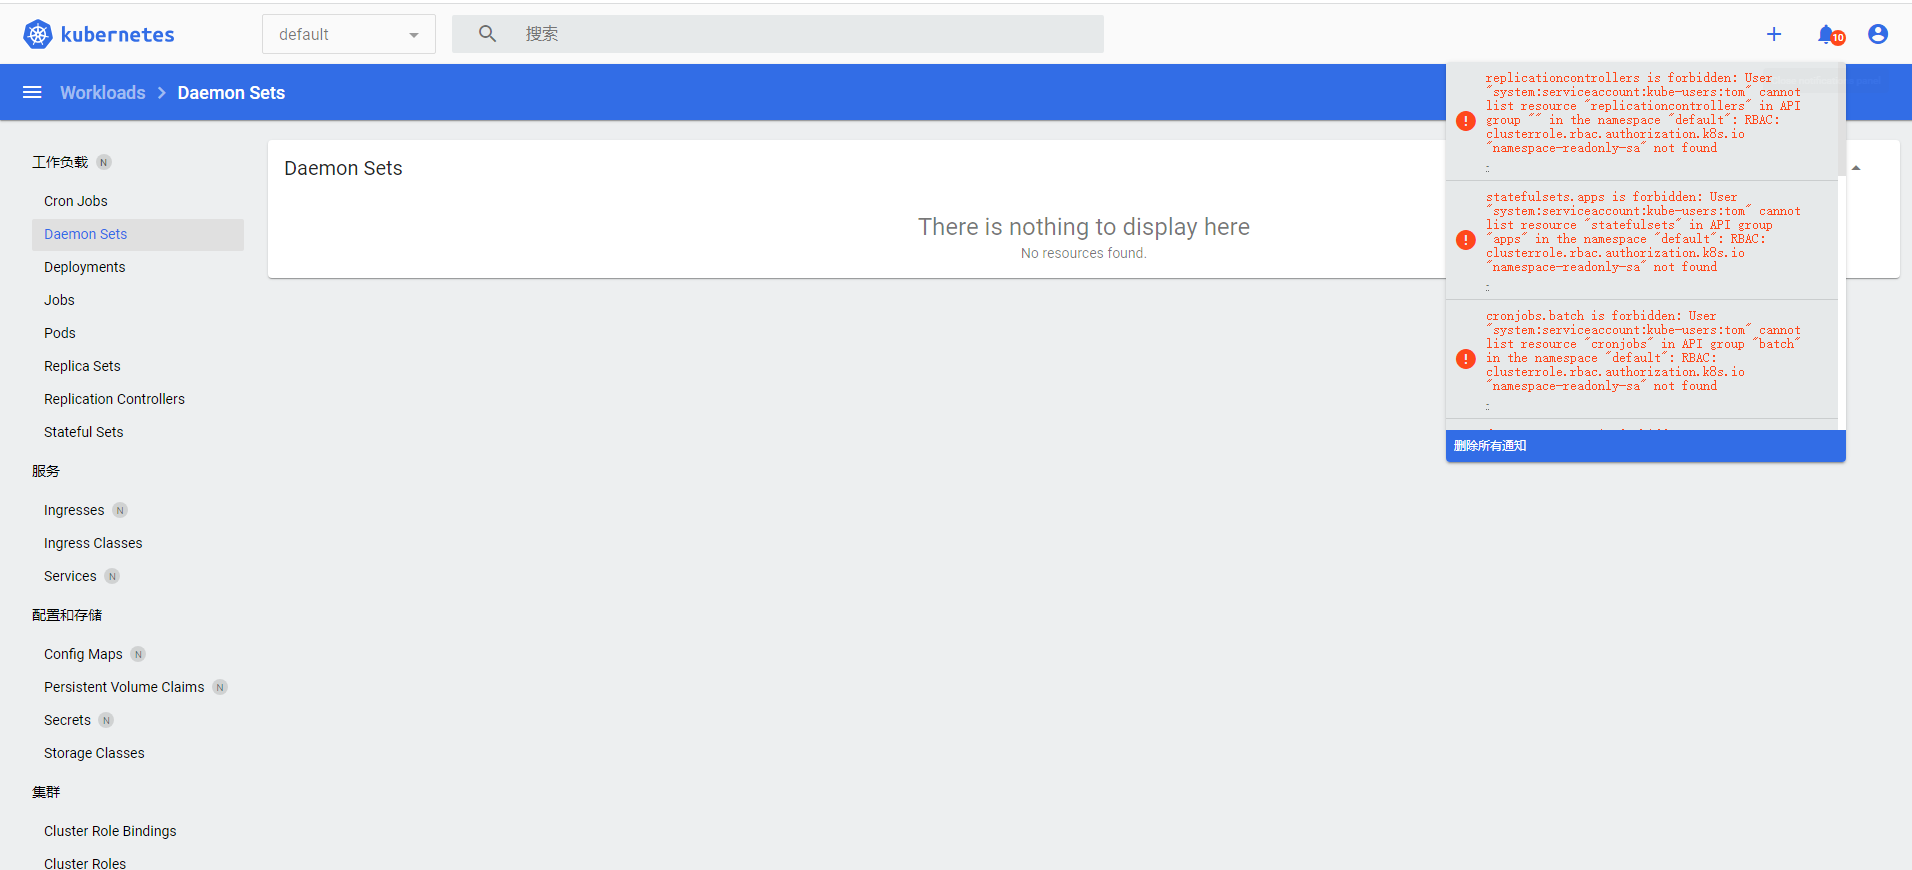 kubernetes
default
搜索
10
Workloads > Daemon Sets
工作负载 N
Cron Jobs
Daemon Sets
Deployments
Jobs
Pods
Replica Sets
Replication Controllers
Stateful Sets
服务
Ingresses N
Ingress Classes
Services N
配置和存储
Config Maps N
Persistent Volume Claims N
Secrets N
Storage Classes
集群
Cluster Role Bindings
Cluster Roles
Daemon Sets
There is nothing to display here
No resources found.
replicationcontrollers is forbidden: User
"system:serviceaccount:kube-users:tom" cannot
list resource "replicationcontrollers" in API
group "" in the namespace "default": RBAC:
clusterrole.rbac.authorization.k8s.io
"namespace-readonly-sa" not found
statefulsets.apps is forbidden: User
"system:serviceaccount:kube-users:tom" cannot
list resource "statefulsets" in API group
"apps" in the namespace "default": RBAC:
clusterrole.rbac.authorization.k8s.io
"namespace-readonly-sa" not found
cronjobs.batch is forbidden: User
"system:serviceaccount:kube-users:tom" cannot
list resource "cronjobs" in API group "batch"
in the namespace "default": RBAC:
clusterrole.rbac.authorization.k8s.io
"namespace-readonly-sa" not found
删除所有通知